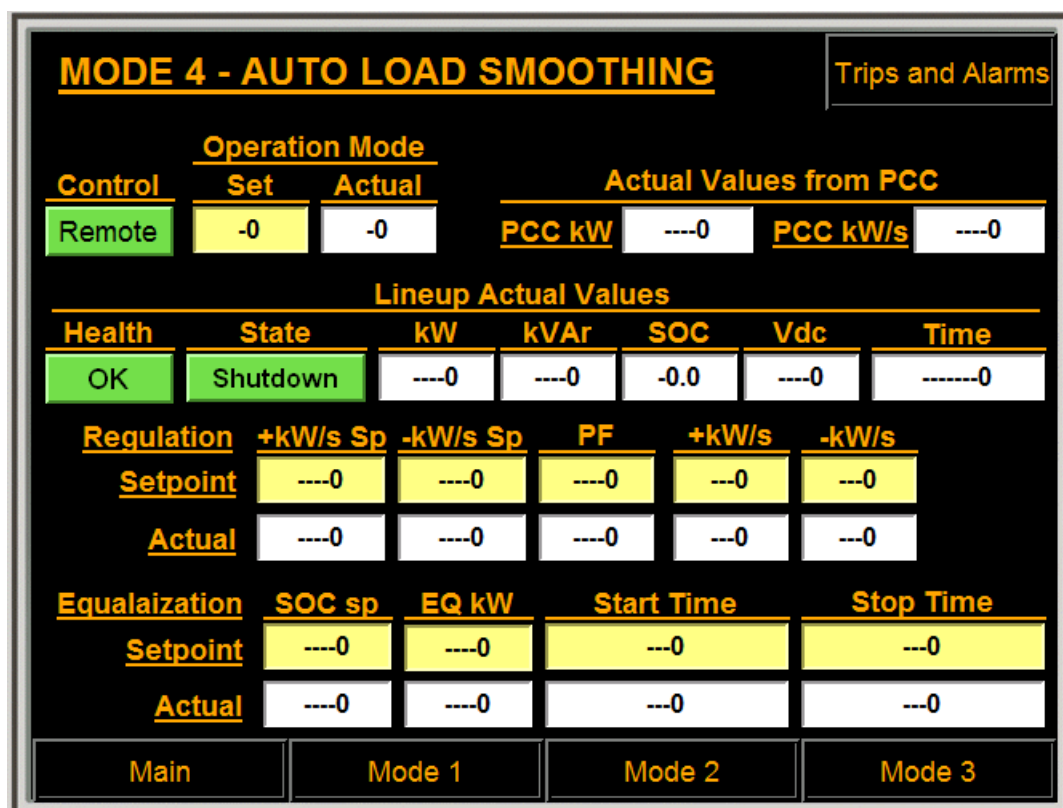 MODE 4 - AUTO LOAD SMOOTHING
Trips and Alarms
Operation Mode
Control Set Actual
Remote -0 -0
Actual Values from PCC
PCC kW ----0 PCC kW/s ----0
Lineup Actual Values
Health State kW kVAr SOC Vdc Time
OK Shutdown ----0 ----0 -0.0 ----0 -------0
Regulation +kW/s Sp -kW/s Sp PF +kW/s -kW/s
Setpoint ----0 ----0 ----0 ---0 ---0
Actual ----0 ----0 ----0 ---0 ---0
Equalaization SOC sp EQ kW Start Time Stop Time
Setpoint ----0 ----0 ---0 ---0
Actual ----0 ----0 ---0 ---0
Main Mode 1 Mode 2 Mode 3